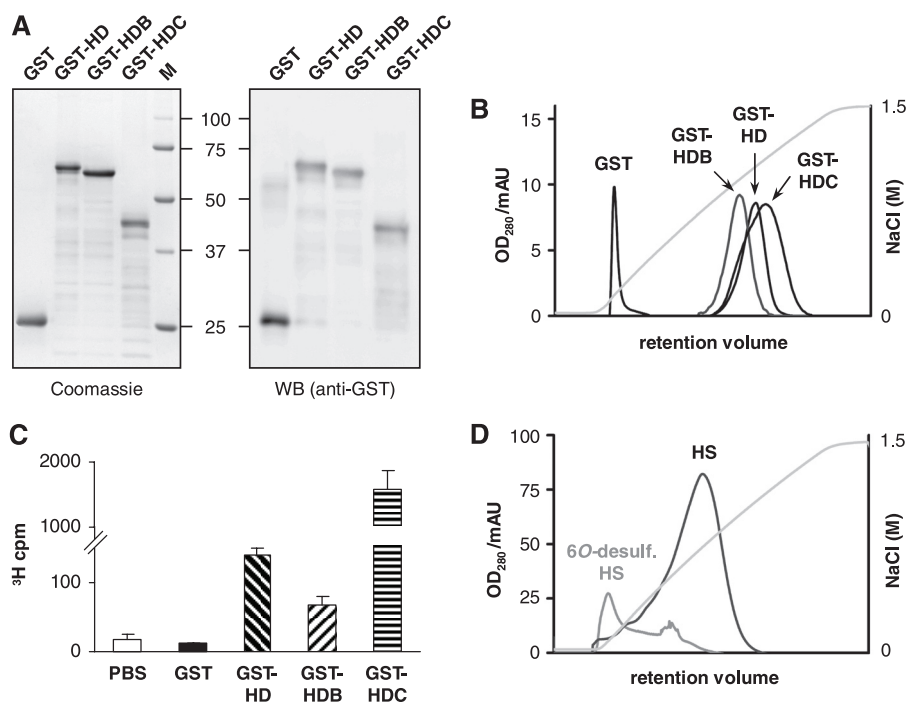 A
GST
GST-HD
GST-HDB
GST-HDC
M
GST
GST-HD
GST-HDB
GST-HDC
100
75
50
37
25
Coomassie
WB (anti-GST)
B
15
10
5
0
OD280/mAU
GST
GST-
HDB
GST-
HD
GST-
HDC
1.5
0
NaCl (M)
retention volume
C
2000
1000
100
0
³H cpm
PBS
GST
GST-
HD
GST-
HDB
GST-
HDC
D
100
75
50
25
0
OD280/mAU
HS
6O-desulf.
HS
1.5
0
NaCl (M)
retention volume